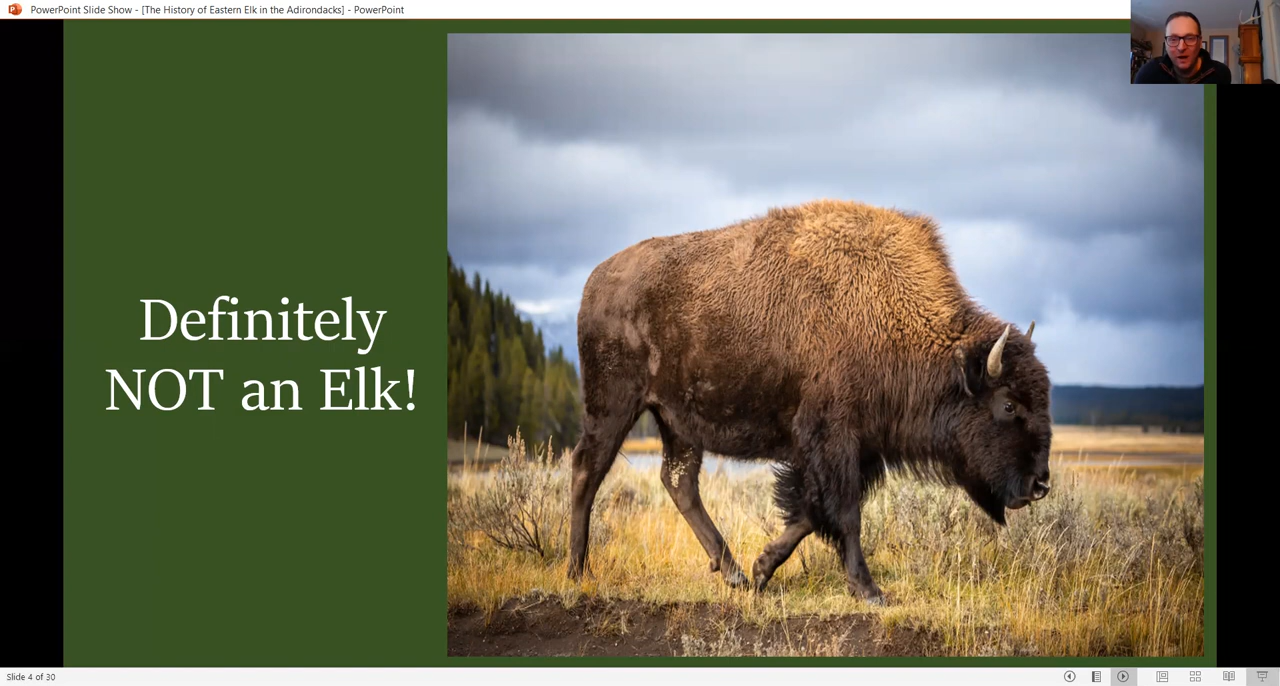 PowerPoint Slide Show - [The History of Eastern Elk in the Adirondacks] - PowerPoint
Definitely
NOT an Elk!
Slide 4 of 30